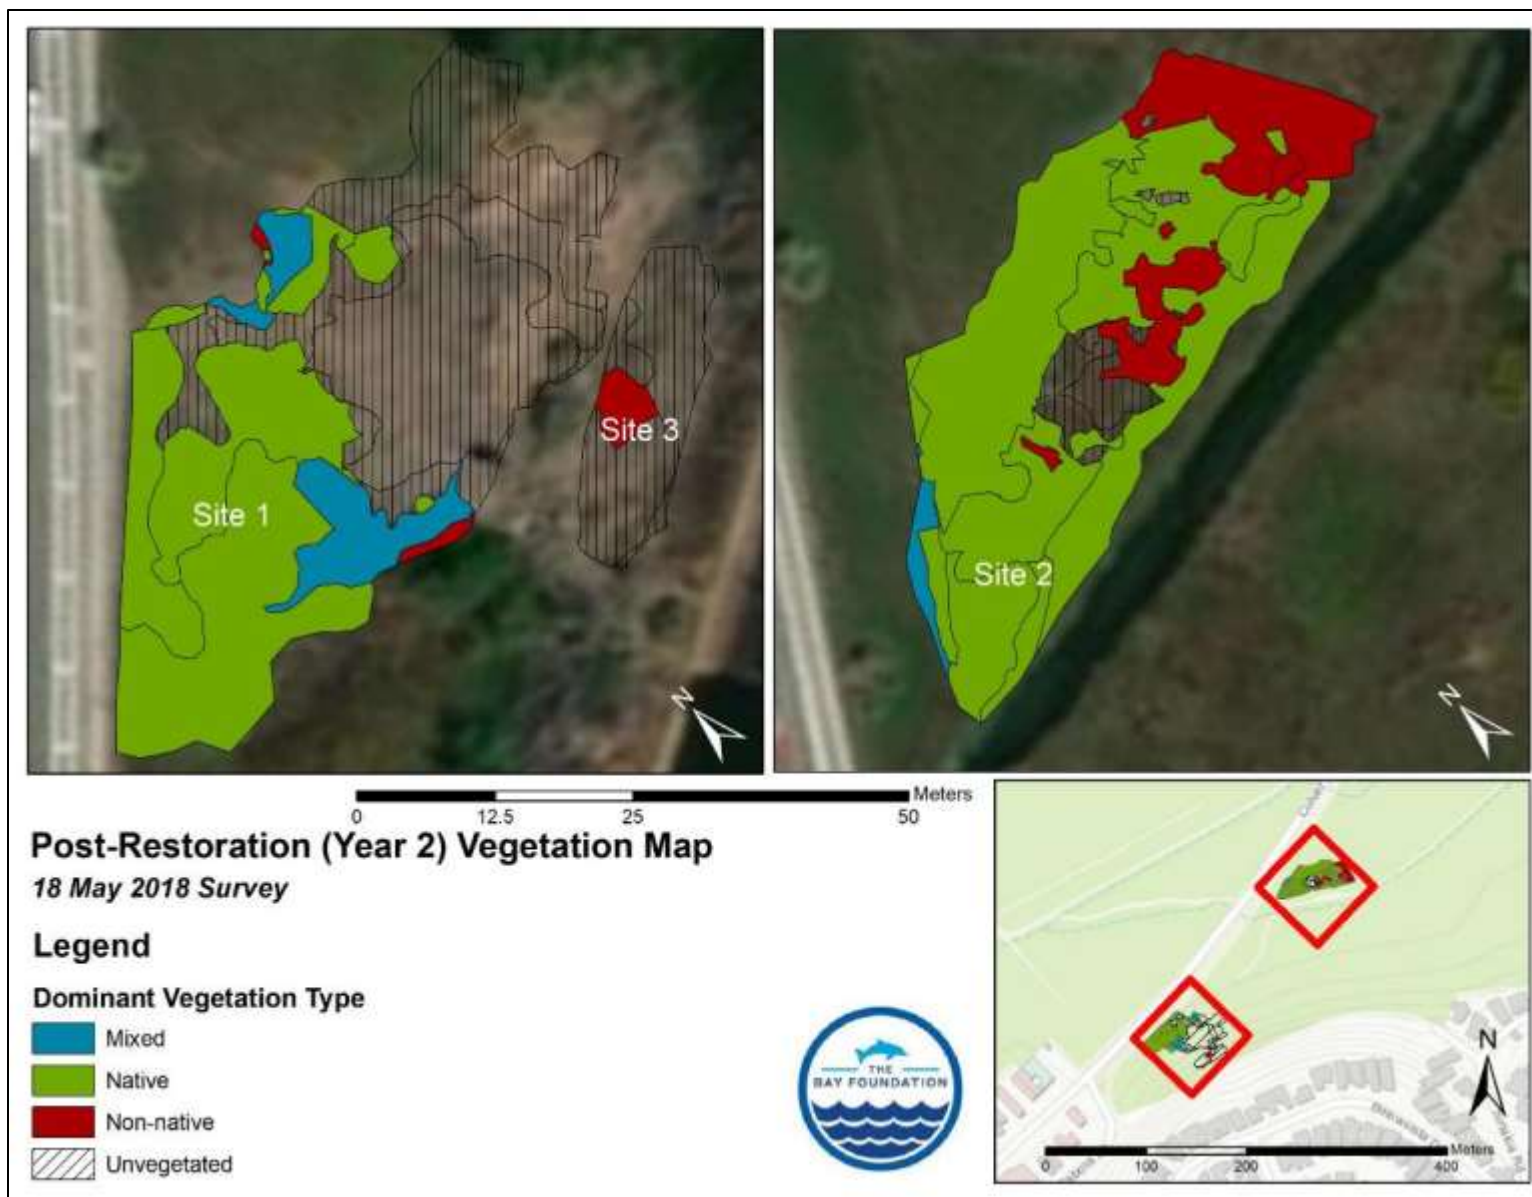 Site 1
Site 3
N
Site 2
N
Meters
0 12.5 25 50
Post-Restoration (Year 2) Vegetation Map
18 May 2018 Survey
Legend
Dominant Vegetation Type
Mixed
Native
Non-native
Unvegetated
THE
BAY FOUNDATION
N
Meters
0 100 200 400